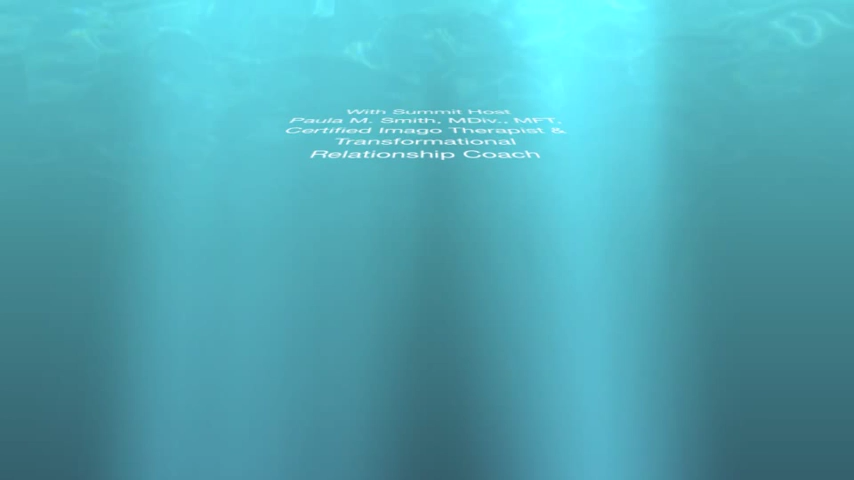 With Summit Host
Paula M. Smith, MDiv., MFT,
Certified Imago Therapist &
Transformational
Relationship Coach